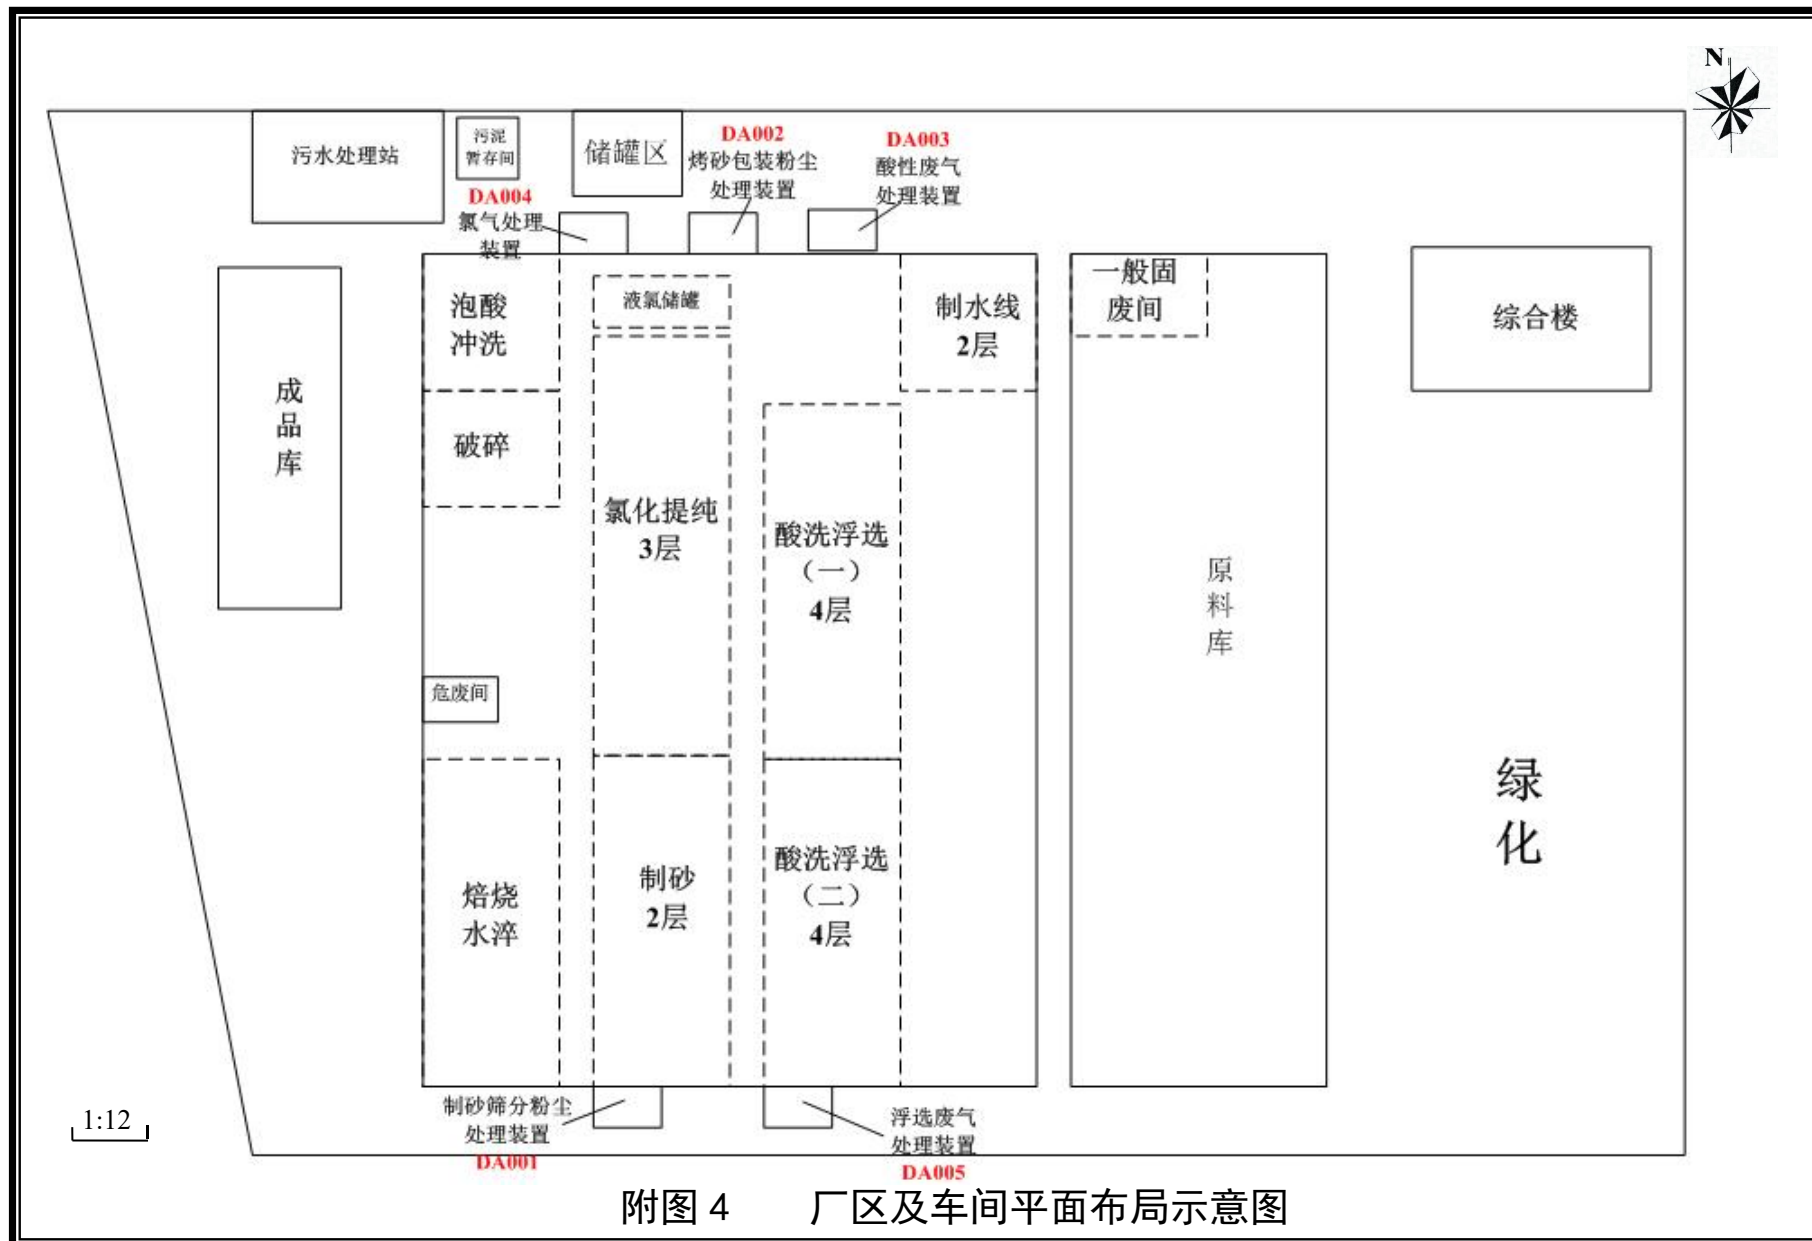 N
污水处理站
污泥
暂存间
储罐区
DA002
烤砂包装粉尘
处理装置
DA003
酸性废气
处理装置
DA004
氯气处理
装置
泡酸
冲洗
液氯储罐
制水线
2层
一般固
废间
综合楼
成
品
库
破碎
氯化提纯
3层
酸洗浮选
(一)
4层
原
料
库
危废间
绿
化
焙烧
水淬
制砂
2层
酸洗浮选
(二)
4层
1:12
制砂筛分粉尘
处理装置
DA001
浮选废气
处理装置
DA005
附图 4 厂区及车间平面布局示意图